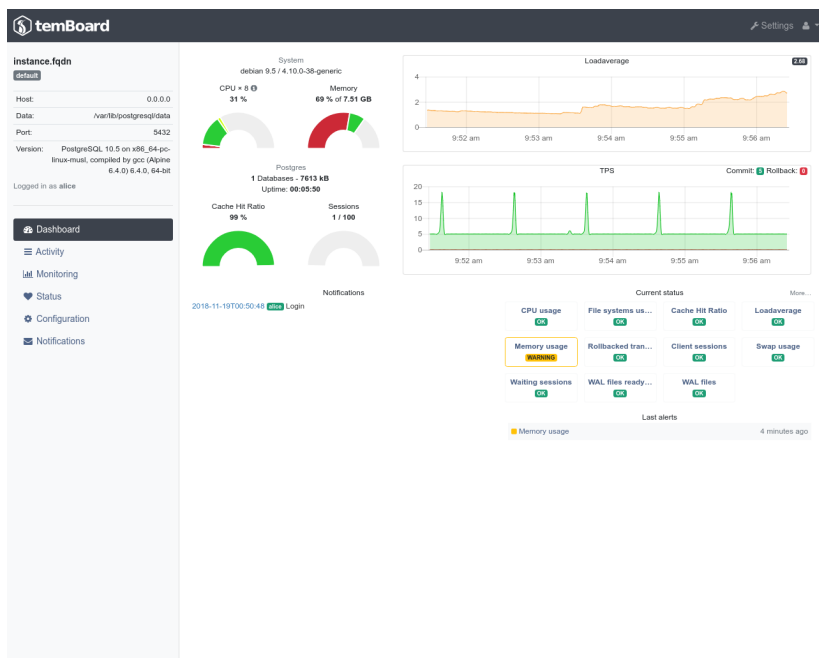 temBoard
Settings
instance.fqdn
default
Host: 0.0.0.0
Data: /var/lib/postgresql/data
Port: 5432
Version: PostgreSQL 10.5 on x86_64-pc-
linux-musl, compiled by gcc (Alpine
6.4.0) 6.4.0, 64-bit
Logged in as alice
Dashboard
Activity
Monitoring
Status
Configuration
Notifications
System
debian 9.5 / 4.10.0-38-generic
CPU × 8
31 %
Memory
69 % of 7.51 GB
Postgres
1 Databases - 7613 kB
Uptime: 00:05:50
Cache Hit Ratio
99 %
Sessions
1 / 100
Loadaverage
2.68
4
2
0
9:52 am 9:53 am 9:54 am 9:55 am 9:56 am
TPS
Commit: 5 Rollback: 0
20
15
10
5
0
9:52 am 9:53 am 9:54 am 9:55 am 9:56 am
Notifications
2018-11-19T00:50:48 alice Login
Current status
More...
CPU usage
OK
File systems us...
OK
Cache Hit Ratio
OK
Loadaverage
OK
Memory usage
WARNING
Rollbacked tran...
OK
Client sessions
OK
Swap usage
OK
Waiting sessions
OK
WAL files ready...
OK
WAL files
OK
Last alerts
Memory usage 4 minutes ago